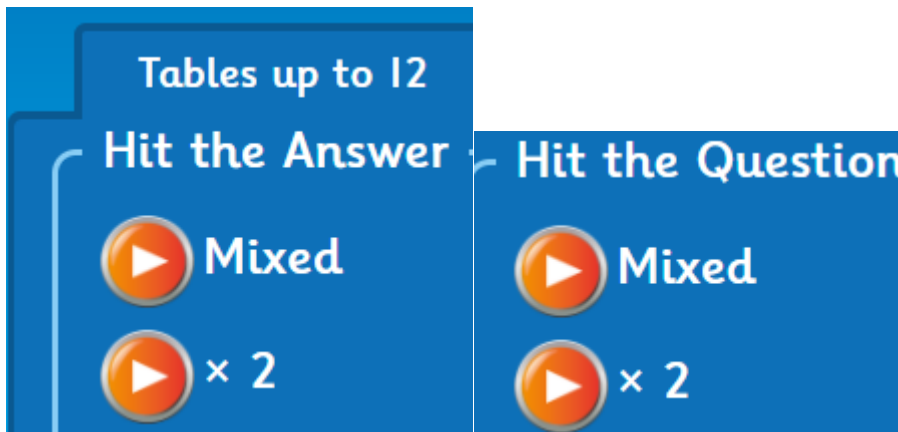 Tables up to 12
Hit the Answer
Mixed
× 2
Hit the Question
Mixed
× 2